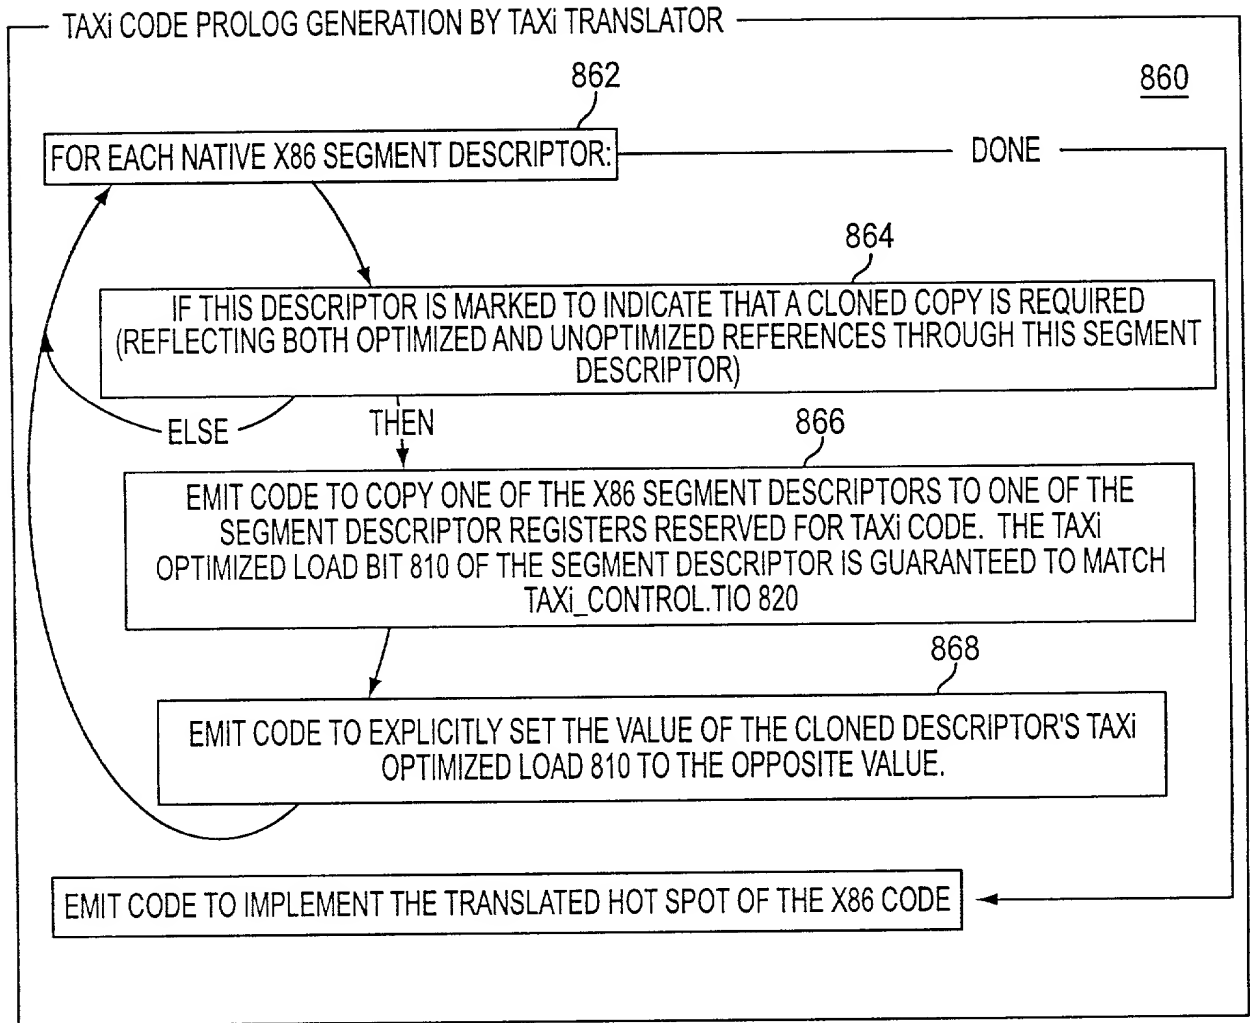 TAXi CODE PROLOG GENERATION BY TAXi TRANSLATOR
860
862
FOR EACH NATIVE X86 SEGMENT DESCRIPTOR:
DONE
864
IF THIS DESCRIPTOR IS MARKED TO INDICATE THAT A CLONED COPY IS REQUIRED
(REFLECTING BOTH OPTIMIZED AND UNOPTIMIZED REFERENCES THROUGH THIS SEGMENT
DESCRIPTOR)
ELSE
THEN
866
EMIT CODE TO COPY ONE OF THE X86 SEGMENT DESCRIPTORS TO ONE OF THE
SEGMENT DESCRIPTOR REGISTERS RESERVED FOR TAXi CODE. THE TAXi
OPTIMIZED LOAD BIT 810 OF THE SEGMENT DESCRIPTOR IS GUARANTEED TO MATCH
TAXi_CONTROL.TIO 820
868
EMIT CODE TO EXPLICITLY SET THE VALUE OF THE CLONED DESCRIPTOR'S TAXi
OPTIMIZED LOAD 810 TO THE OPPOSITE VALUE.
EMIT CODE TO IMPLEMENT THE TRANSLATED HOT SPOT OF THE X86 CODE